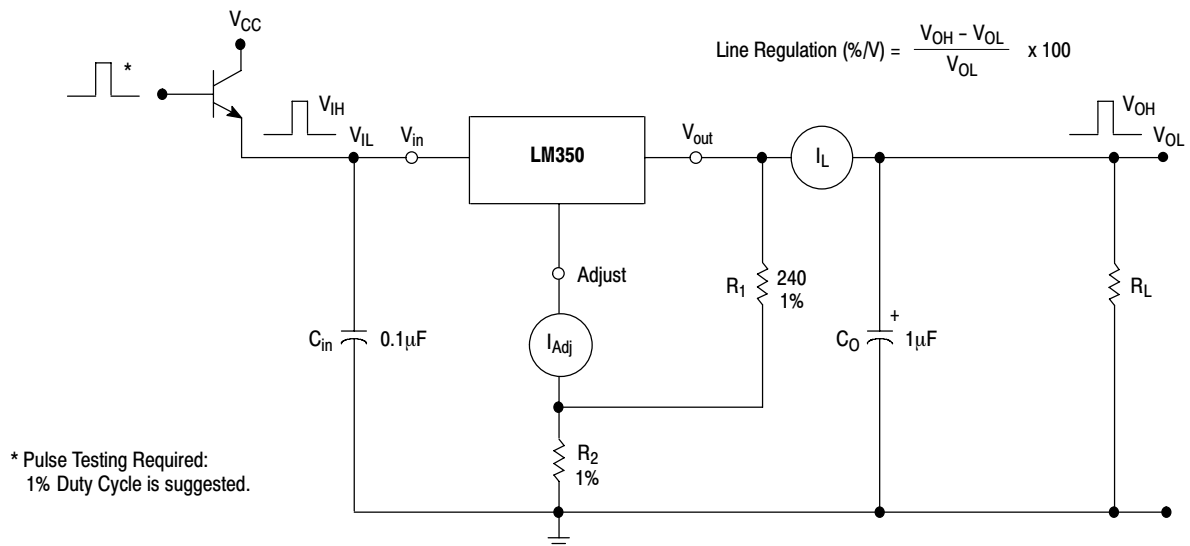 V_CC
Line Regulation (%/V) = (V_OH – V_OL) / V_OL x 100
*
V_IH
V_IL
V_in
LM350
V_out
I_L
V_OH
V_OL
Adjust
R_1
240
1%
R_L
C_in
0.1μF
I_Adj
+
C_O
1μF
R_2
1%
* Pulse Testing Required:
1% Duty Cycle is suggested.